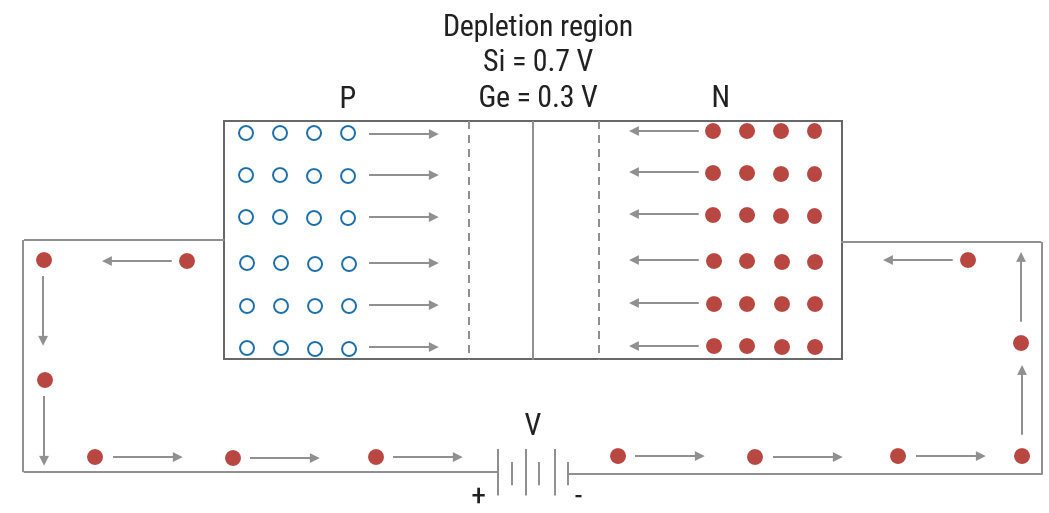 Depletion region
Si = 0.7 V
Ge = 0.3 V
P
N
V
+
-